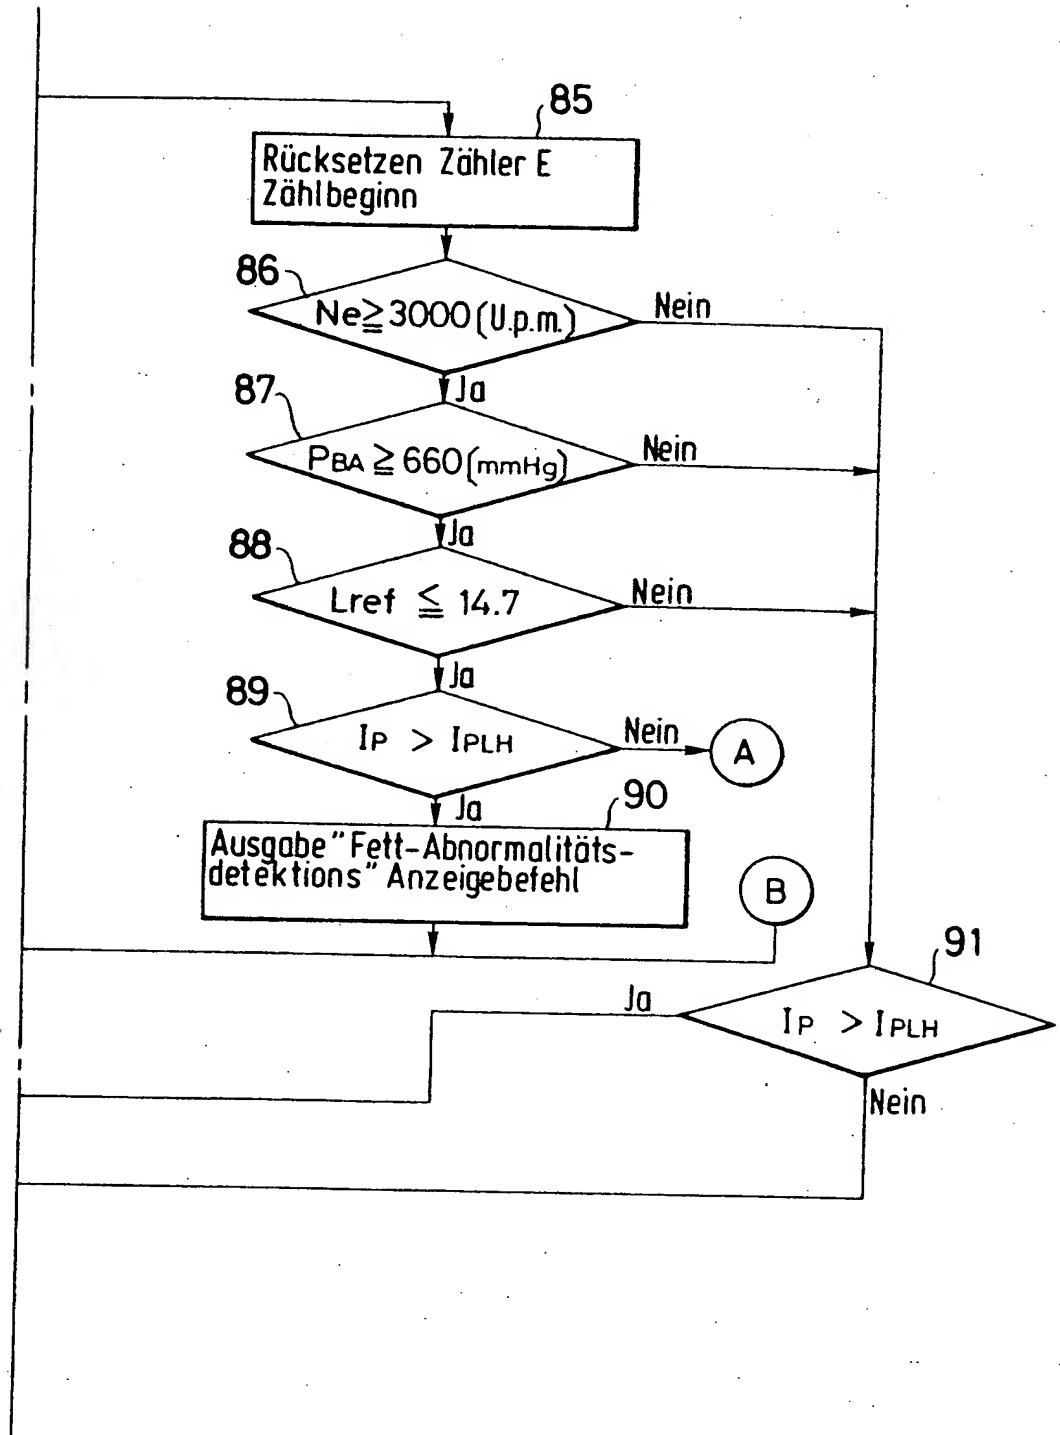 85
Rücksetzen Zähler E
Zählbeginn
86
Ne ≧ 3000 (U.p.m.)
Nein
Ja
87
PBA ≧ 660 (mmHg)
Nein
Ja
88
Lref ≦ 14.7
Nein
Ja
89
IP > IPLH
Nein
A
Ja
90
Ausgabe "Fett-Abnormalitäts-
detektions" Anzeigebefehl
B
91
Ja
IP > IPLH
Nein